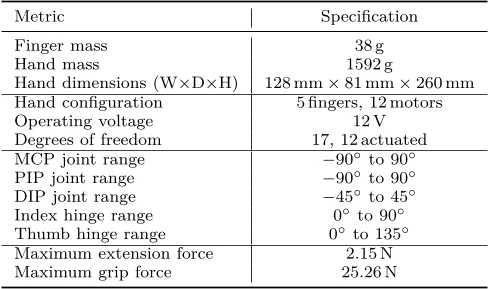 Metric Specification
Finger mass 38 g
Hand mass 1592 g
Hand dimensions (W×D×H) 128 mm × 81 mm × 260 mm
Hand configuration 5 fingers, 12 motors
Operating voltage 12 V
Degrees of freedom 17, 12 actuated
MCP joint range −90° to 90°
PIP joint range −90° to 90°
DIP joint range −45° to 45°
Index hinge range 0° to 90°
Thumb hinge range 0° to 135°
Maximum extension force 2.15 N
Maximum grip force 25.26 N